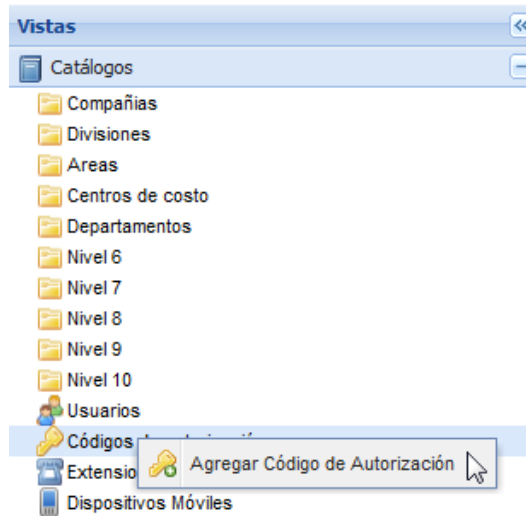 Vistas
Catálogos
Compañias
Divisiones
Areas
Centros de costo
Departamentos
Nivel 6
Nivel 7
Nivel 8
Nivel 9
Nivel 10
Usuarios
Códigos
Agregar Código de Autorización
Extensio
Dispositivos Móviles